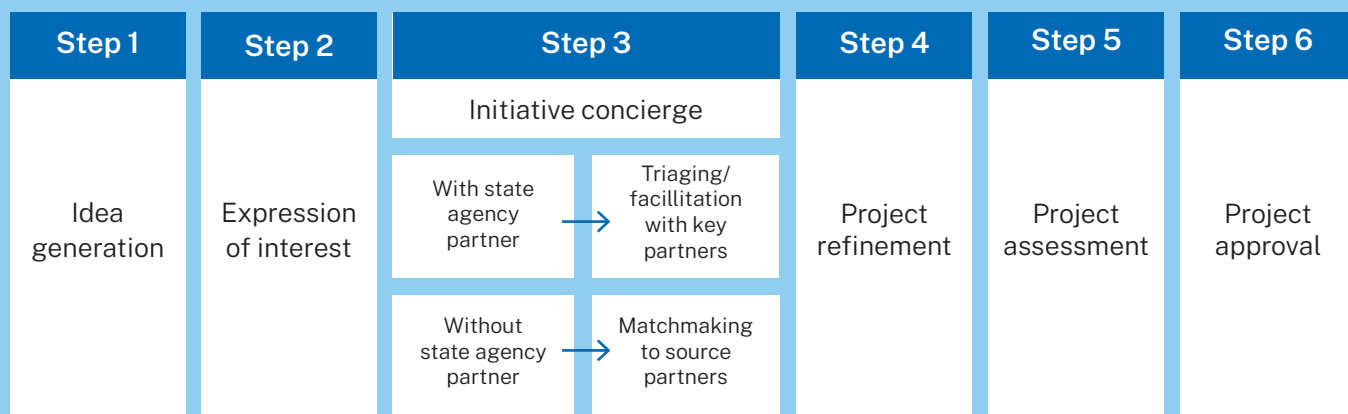 Step 1
Step 2
Step 3
Step 4
Step 5
Step 6
Idea
generation
Expression
of interest
Initiative concierge
With state
agency
partner
Triaging/
facillitation
with key
partners
Without
state agency
partner
Matchmaking
to source
partners
Project
refinement
Project
assessment
Project
approval